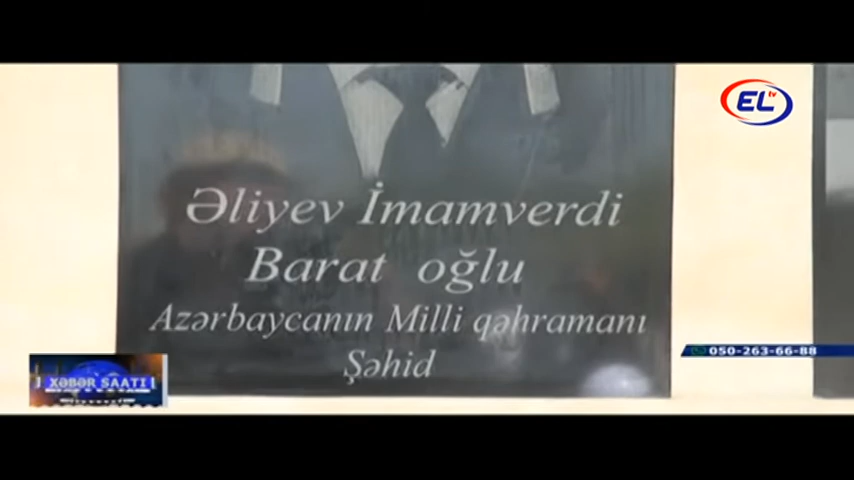 EL tv
Əliyev İmamverdi
Barat oğlu
Azərbaycanın Milli qəhramanı
Şəhid
050-263-66-88
XƏBƏR SAATI